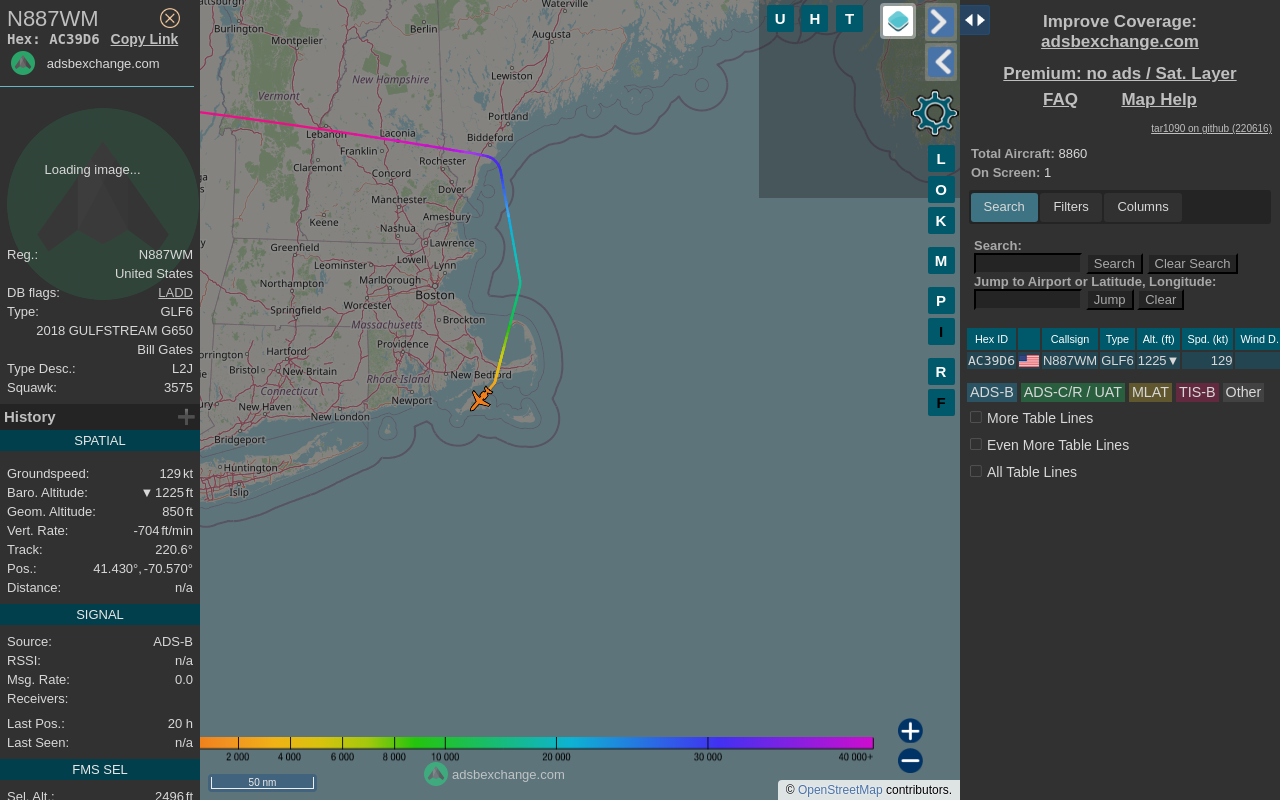 N887WM
Hex: AC39D6 Copy Link
adsbexchange.com
Loading image...
Reg.: N887WM
United States
DB flags: LADD
Type: GLF6
2018 GULFSTREAM G650
Bill Gates
Type Desc.: L2J
Squawk: 3575
History
SPATIAL
Groundspeed: 129 kt
Baro. Altitude: ▼ 1225 ft
Geom. Altitude: 850 ft
Vert. Rate: -704 ft/min
Track: 220.6°
Pos.: 41.430°, -70.570°
Distance: n/a
SIGNAL
Source: ADS-B
RSSI: n/a
Msg. Rate: 0.0
Receivers:
Last Pos.: 20 h
Last Seen: n/a
FMS SEL
Sel. Alt.: 2496 ft
Burlington
Montpelier
Berlin
Waterville
Augusta
Lewiston
New Hampshire
Vermont
Portland
Lebanon
Laconia
Biddeford
Franklin
Rochester
Claremont
Concord
Dover
Manchester
Keene
Amesbury
Nashua
Greenfield
Lawrence
Lowell
Leominster
Lynn
Northampton
Marlborough
Boston
Worcester
Springfield
Massachusetts
Brockton
Providence
Hartford
Bristol
New Britain
Rhode Island
New Bedford
Connecticut
Newport
New Haven
New London
Bridgeport
Huntington
Islip
U H T
L
O
K
M
P
I
R
F
2 000 4 000 6 000 8 000 10 000 20 000 30 000 40 000+
50 nm
adsbexchange.com
© OpenStreetMap contributors.
Improve Coverage:
adsbexchange.com
Premium: no ads / Sat. Layer
FAQ Map Help
tar1090 on github (220616)
Total Aircraft: 8860
On Screen: 1
Search Filters Columns
Search:
Search Clear Search
Jump to Airport or Latitude, Longitude:
Jump Clear
Hex ID Callsign Type Alt. (ft) Spd. (kt) Wind D.
AC39D6 N887WM GLF6 1225▼ 129
ADS-B ADS-C/R / UAT MLAT TIS-B Other
More Table Lines
Even More Table Lines
All Table Lines